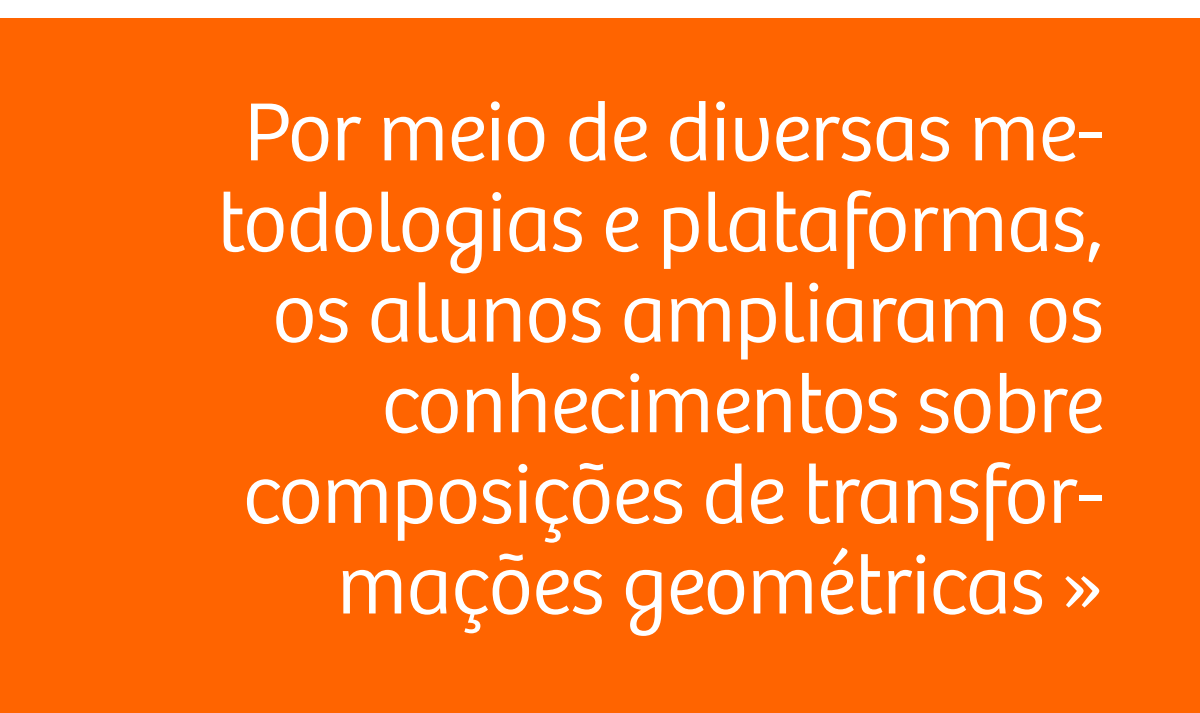 Por meio de diversas me-
todologias e plataformas,
os alunos ampliaram os
conhecimentos sobre
composições de transfor-
mações geométricas »